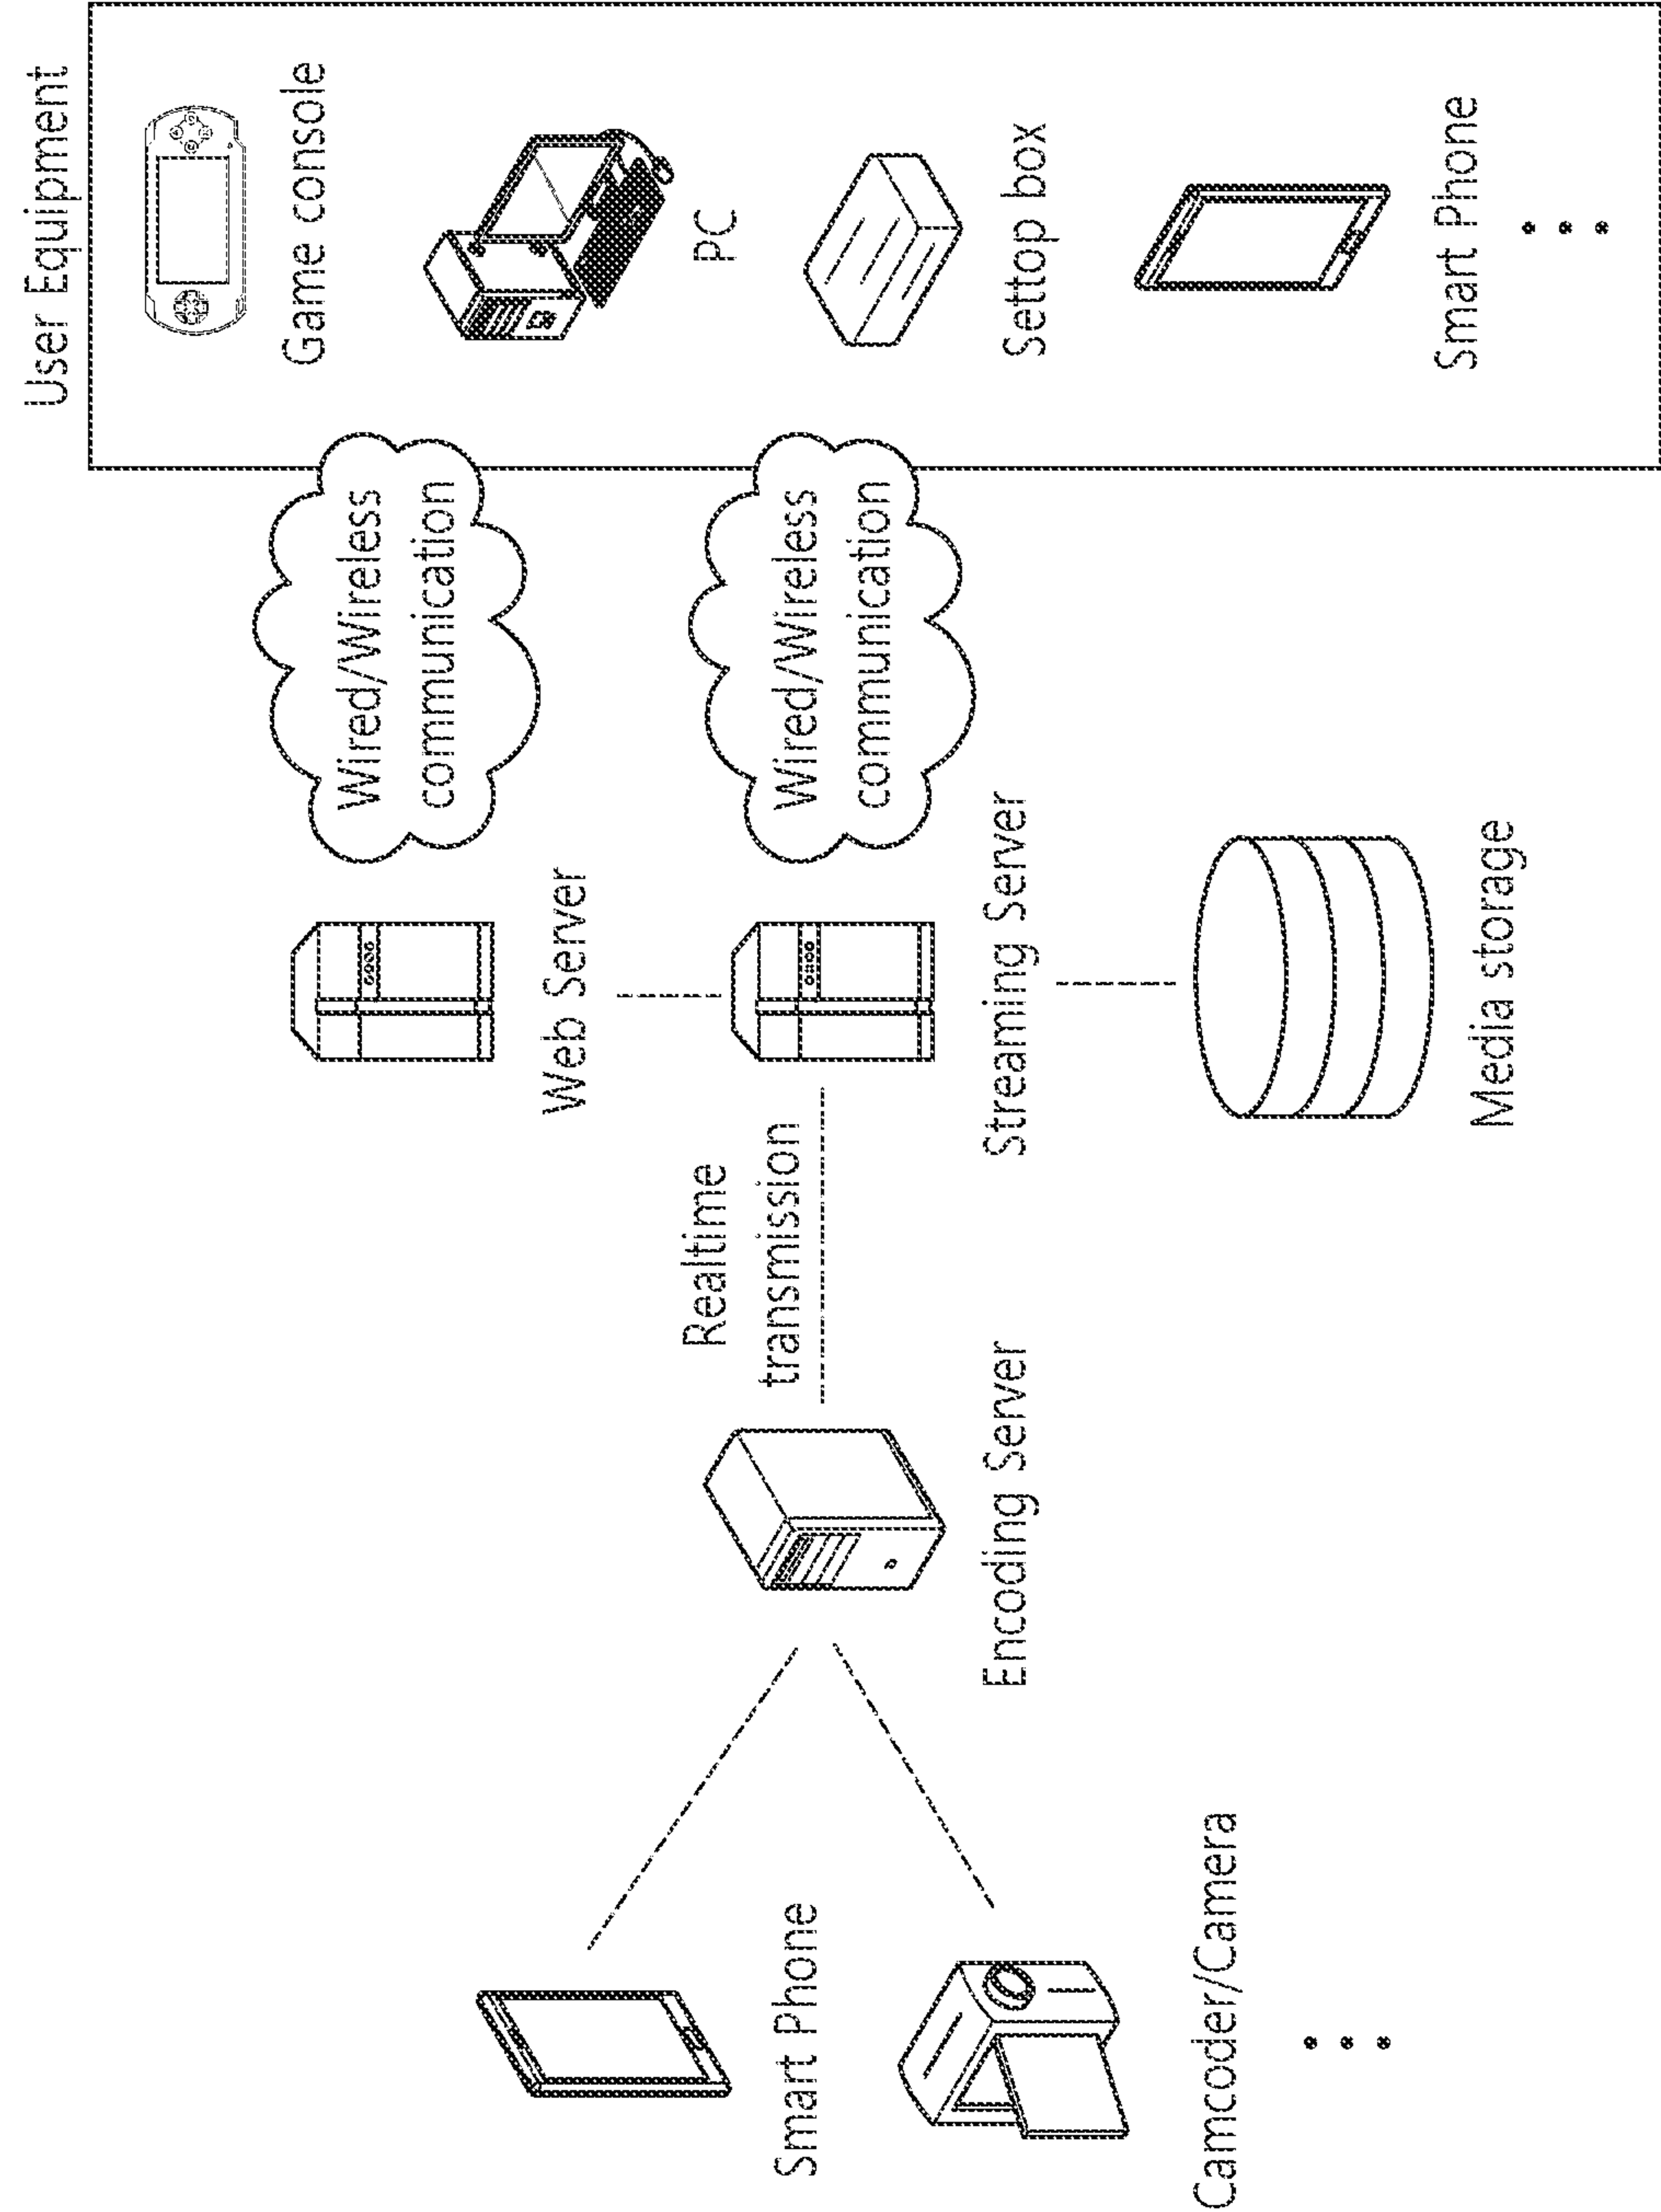 User Equipment
Game console
PC
Settop box
Smart Phone
Wired/Wireless
communication
Wired/Wireless
communication
Web Server
Streaming Server
Media storage
Realtime
transmission
Encoding Server
Smart Phone
Camcoder/Camera